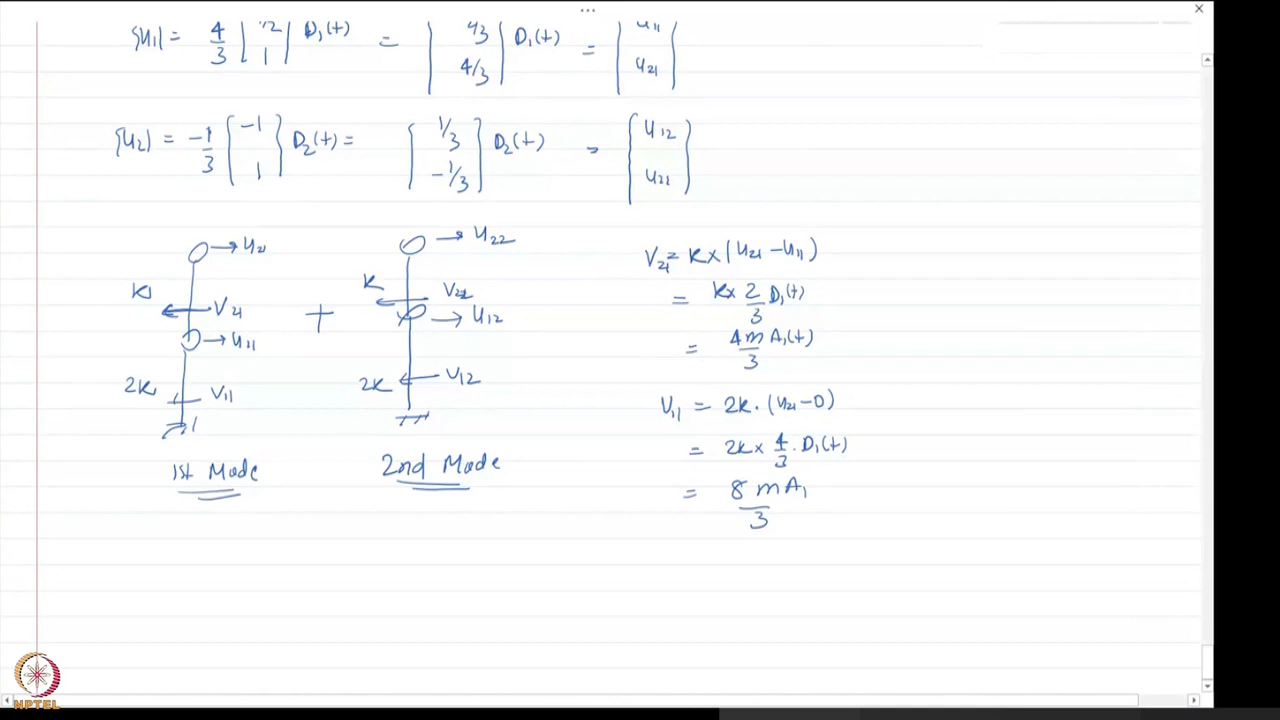 {u₁} = 4/3 { 1/2 1 } D₁(t) = { 2/3 4/3 } D₁(t) = { u₁₁ u₂₁ }
{u₂} = -1/3 { -1 1 } D₂(t) = { 1/3 -1/3 } D₂(t) = { u₁₂ u₂₂ }
→ u₂₁
K
V₂₁
→ u₁₁
2K
V₁₁
1st Mode
+
→ u₂₂
K
V₂₂
→ u₁₂
2K
V₁₂
2nd Mode
V₂₁ = K × (u₂₁ - u₁₁)
= K × 2/3 D₁(t)
= 4m/3 A₁(t)
V₁₁ = 2K · (u₂₁ - 0)
= 2K × 4/3 · D₁(t)
= 8 m A₁ / 3
NPTEL